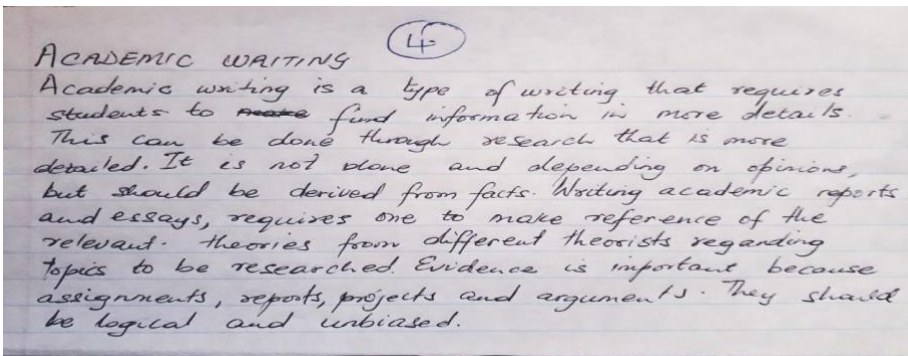 4
ACADEMIC WRITING
Academic writing is a type of writing that requires
students to find information in more details.
This can be done through research that is more
detailed. It is not done and depending on opinions,
but should be derived from facts. Writing academic reports
and essays, requires one to make reference of the
relevant. theories from different theorists regarding
topics to be researched. Evidence is important because
assignments, reports, projects and arguments. They should
be logical and unbiased.